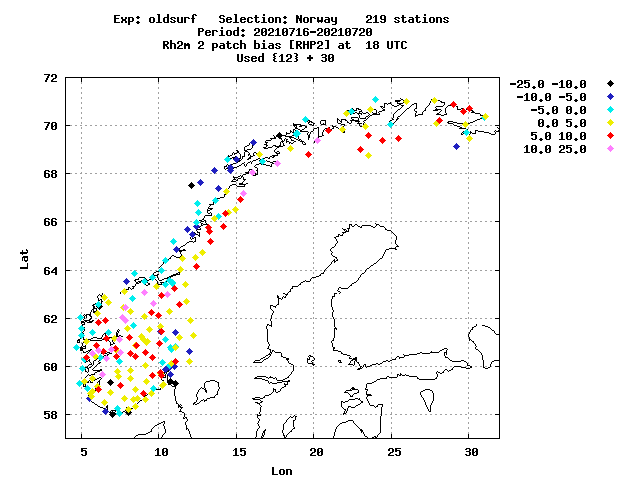 Exp: oldsurf   Selection: Norway    219 stations
Period: 20210716-20210720
Rh2m 2 patch bias [RHP2] at  18 UTC
Used {12} + 30
72
70
68
66
64
62
60
58
Lat
5 10 15 20 25 30
Lon
-25.0 -10.0
-10.0 -5.0
-5.0 0.0
0.0 5.0
5.0 10.0
10.0 25.0